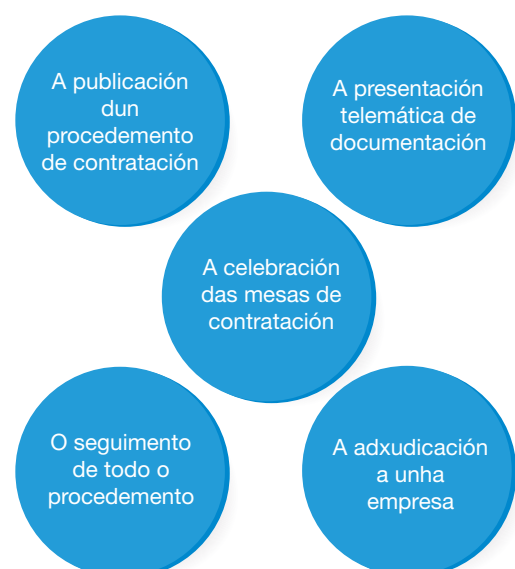 A publicación
dun
procedemento
de contratación
A presentación
telemática de
documentación
A celebración
das mesas de
contratación
O seguimento
de todo o
procedemento
A adxudicación
a unha
empresa